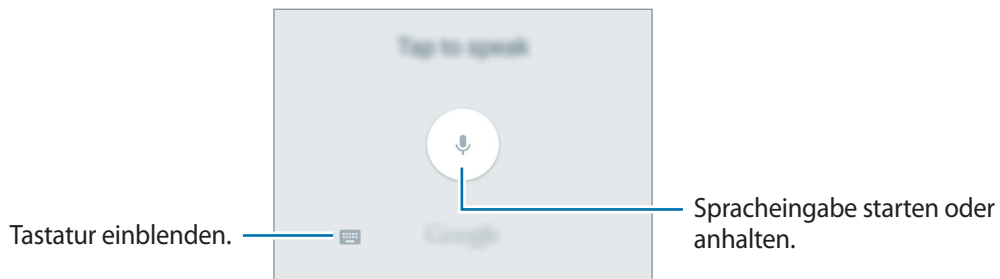 Tap to speak
Spracheingabe starten oder
anhalten.
Tastatur einblenden.
Google